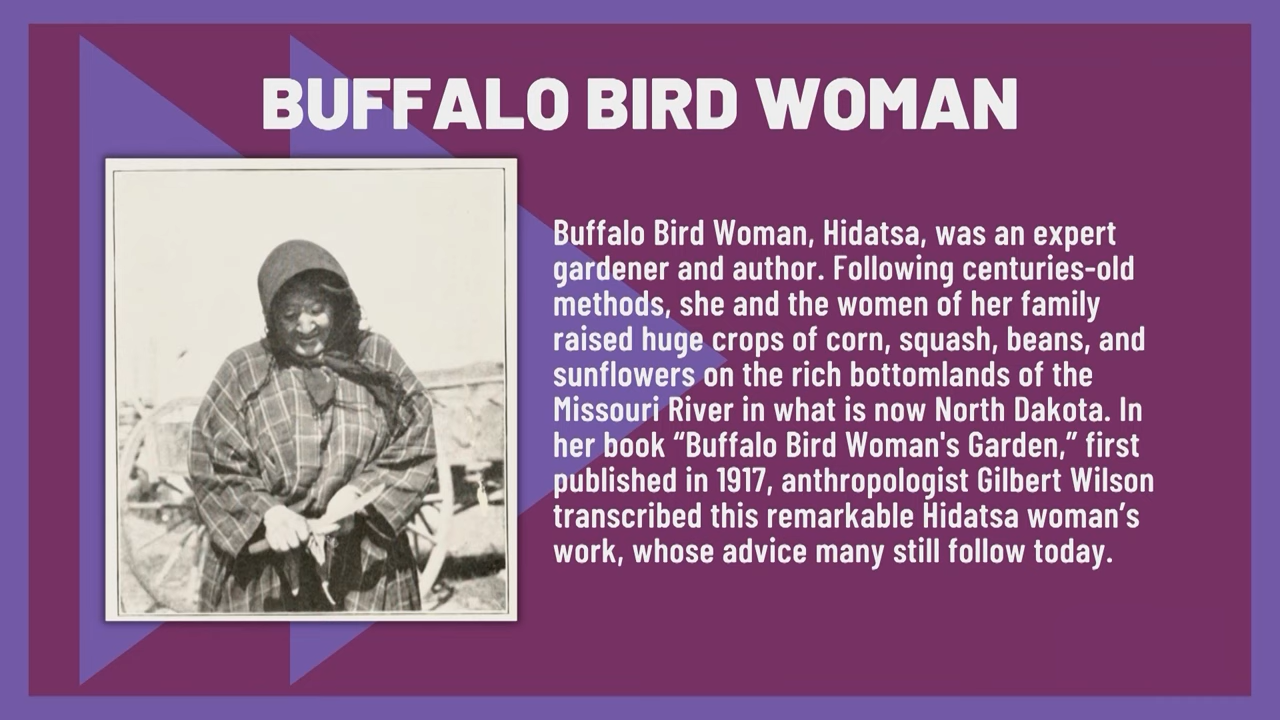 BUFFALO BIRD WOMAN
Buffalo Bird Woman, Hidatsa, was an expert
gardener and author. Following centuries-old
methods, she and the women of her family
raised huge crops of corn, squash, beans, and
sunflowers on the rich bottomlands of the
Missouri River in what is now North Dakota. In
her book “Buffalo Bird Woman's Garden,” first
published in 1917, anthropologist Gilbert Wilson
transcribed this remarkable Hidatsa woman’s
work, whose advice many still follow today.